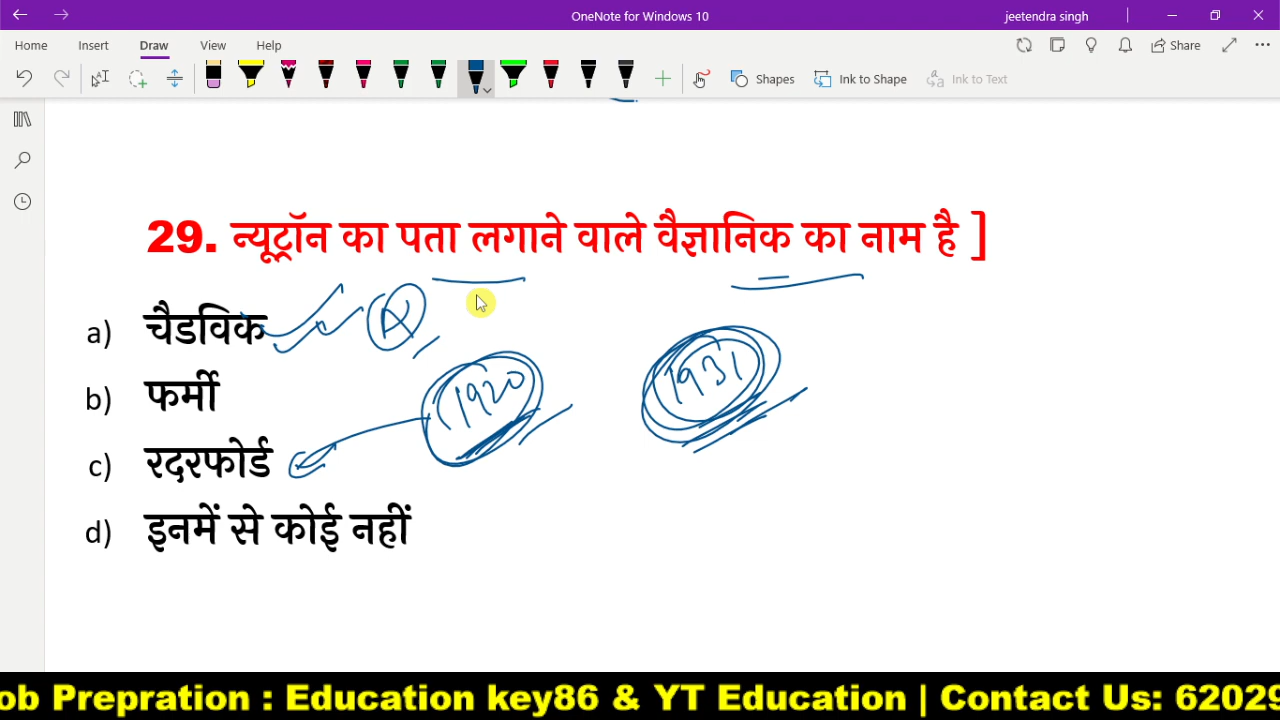 OneNote for Windows 10
jeetendra singh
Home Insert Draw View Help
Share
Shapes Ink to Shape Ink to Text
29. न्यूट्रॉन का पता लगाने वाले वैज्ञानिक का नाम है ]
a) चैडविक
A
b) फर्मी
1920
1931
c) रदरफोर्ड
d) इनमें से कोई नहीं
ob Prepration : Education key86 & YT Education | Contact Us: 62029